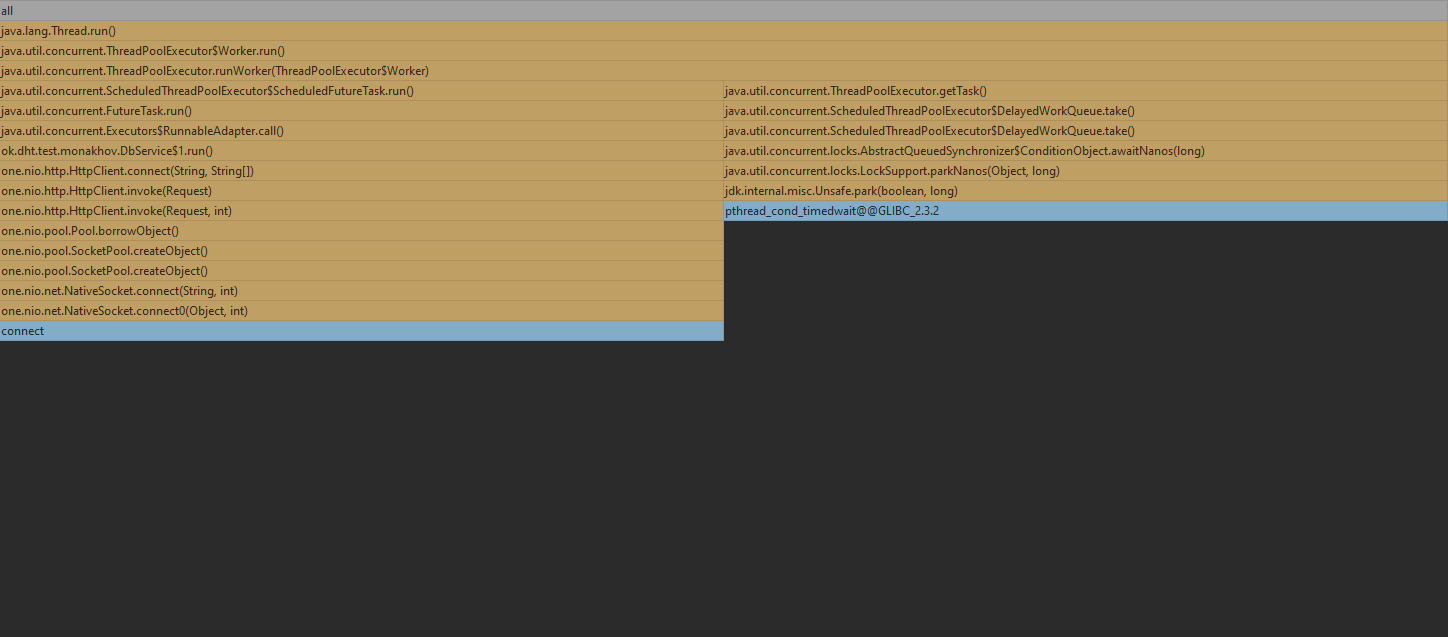 all
java.lang.Thread.run()
java.util.concurrent.ThreadPoolExecutor$Worker.run()
java.util.concurrent.ThreadPoolExecutor.runWorker(ThreadPoolExecutor$Worker)
java.util.concurrent.ScheduledThreadPoolExecutor$ScheduledFutureTask.run()
java.util.concurrent.ThreadPoolExecutor.getTask()
java.util.concurrent.FutureTask.run()
java.util.concurrent.ScheduledThreadPoolExecutor$DelayedWorkQueue.take()
java.util.concurrent.Executors$RunnableAdapter.call()
java.util.concurrent.ScheduledThreadPoolExecutor$DelayedWorkQueue.take()
ok.dht.test.monakhov.DbService$1.run()
java.util.concurrent.locks.AbstractQueuedSynchronizer$ConditionObject.awaitNanos(long)
one.nio.http.HttpClient.connect(String, String[])
java.util.concurrent.locks.LockSupport.parkNanos(Object, long)
one.nio.http.HttpClient.invoke(Request)
jdk.internal.misc.Unsafe.park(boolean, long)
one.nio.http.HttpClient.invoke(Request, int)
pthread_cond_timedwait@@GLIBC_2.3.2
one.nio.pool.Pool.borrowObject()
one.nio.pool.SocketPool.createObject()
one.nio.pool.SocketPool.createObject()
one.nio.net.NativeSocket.connect(String, int)
one.nio.net.NativeSocket.connect0(Object, int)
connect